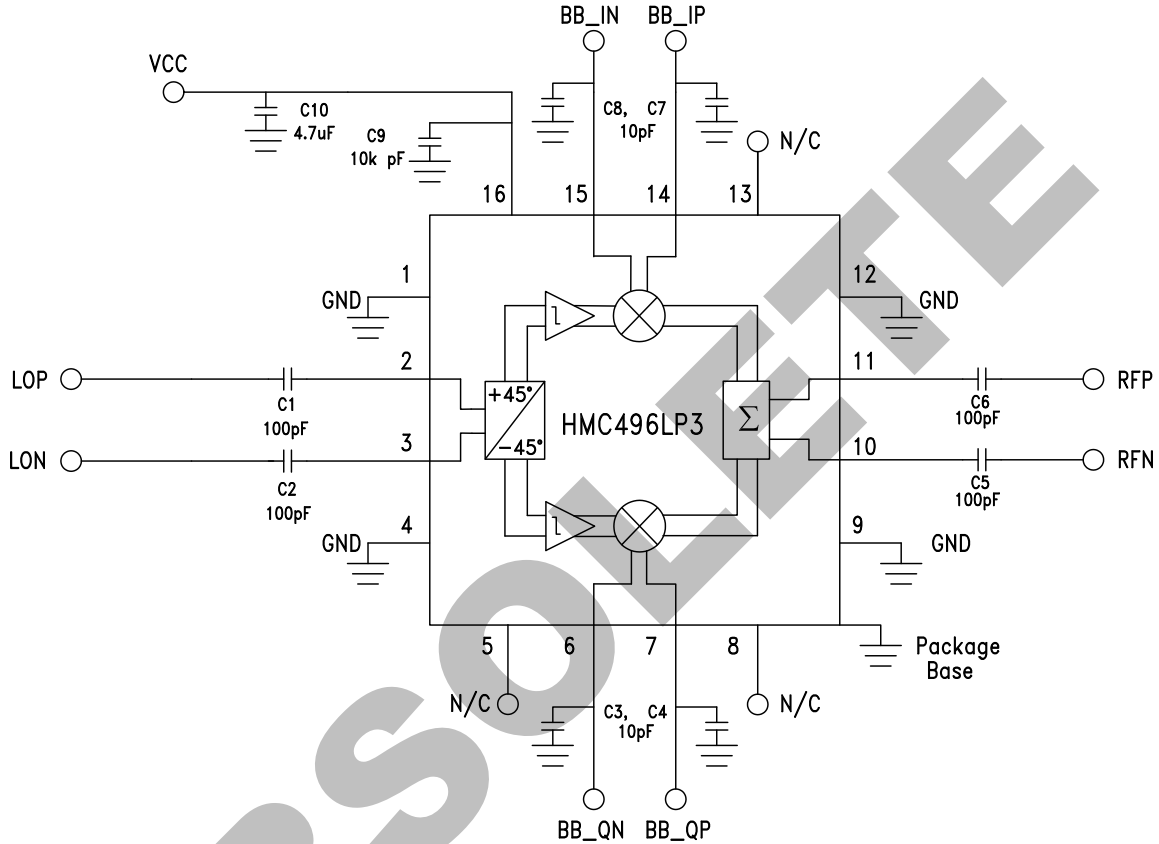 BB_IN BB_IP
VCC
C10
4.7uF
C9
10k pF
C8, C7
10pF
N/C
16 15 14 13
1
GND
12
GND
LOP
2
C1
100pF
+45°
-45°
HMC496LP3
Σ
11
C6
100pF
RFP
LON
3
C2
100pF
10
C5
100pF
RFN
4
GND
9
GND
5 6 7 8
Package
Base
N/C
C3, C4
10pF
N/C
BB_QN BB_QP